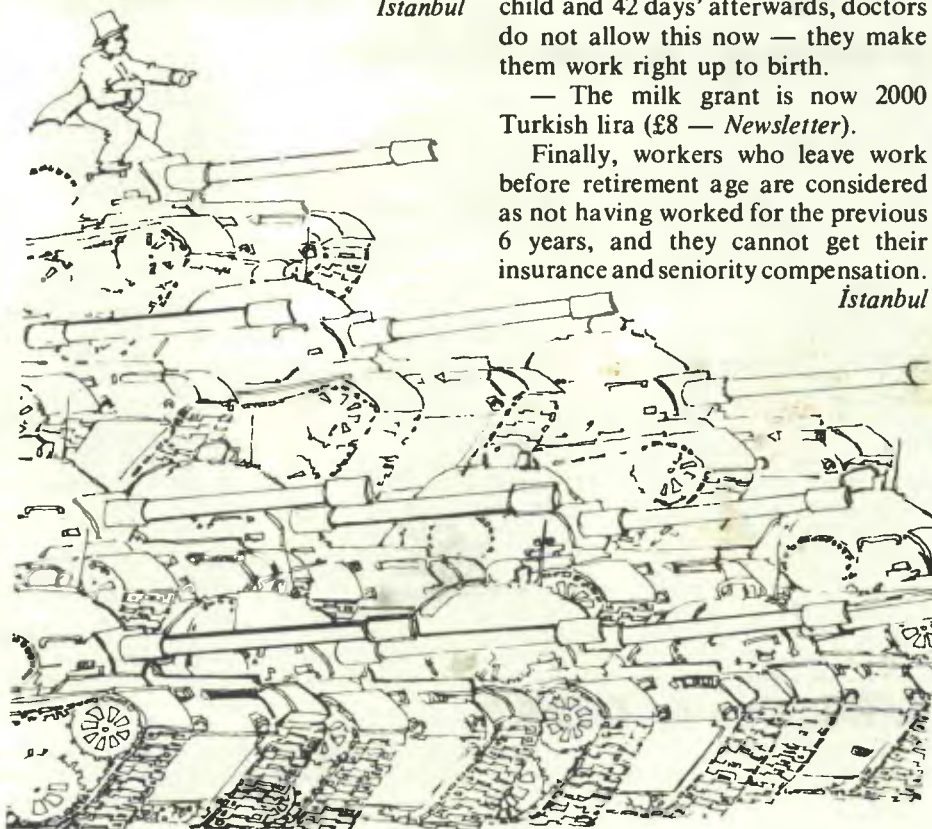 İstanbul
child and 42 days' afterwards, doctors
do not allow this now — they make
them work right up to birth.
— The milk grant is now 2000
Turkish lira (£8 — Newsletter).
Finally, workers who leave work
before retirement age are considered
as not having worked for the previous
6 years, and they cannot get their
insurance and seniority compensation.
İstanbul